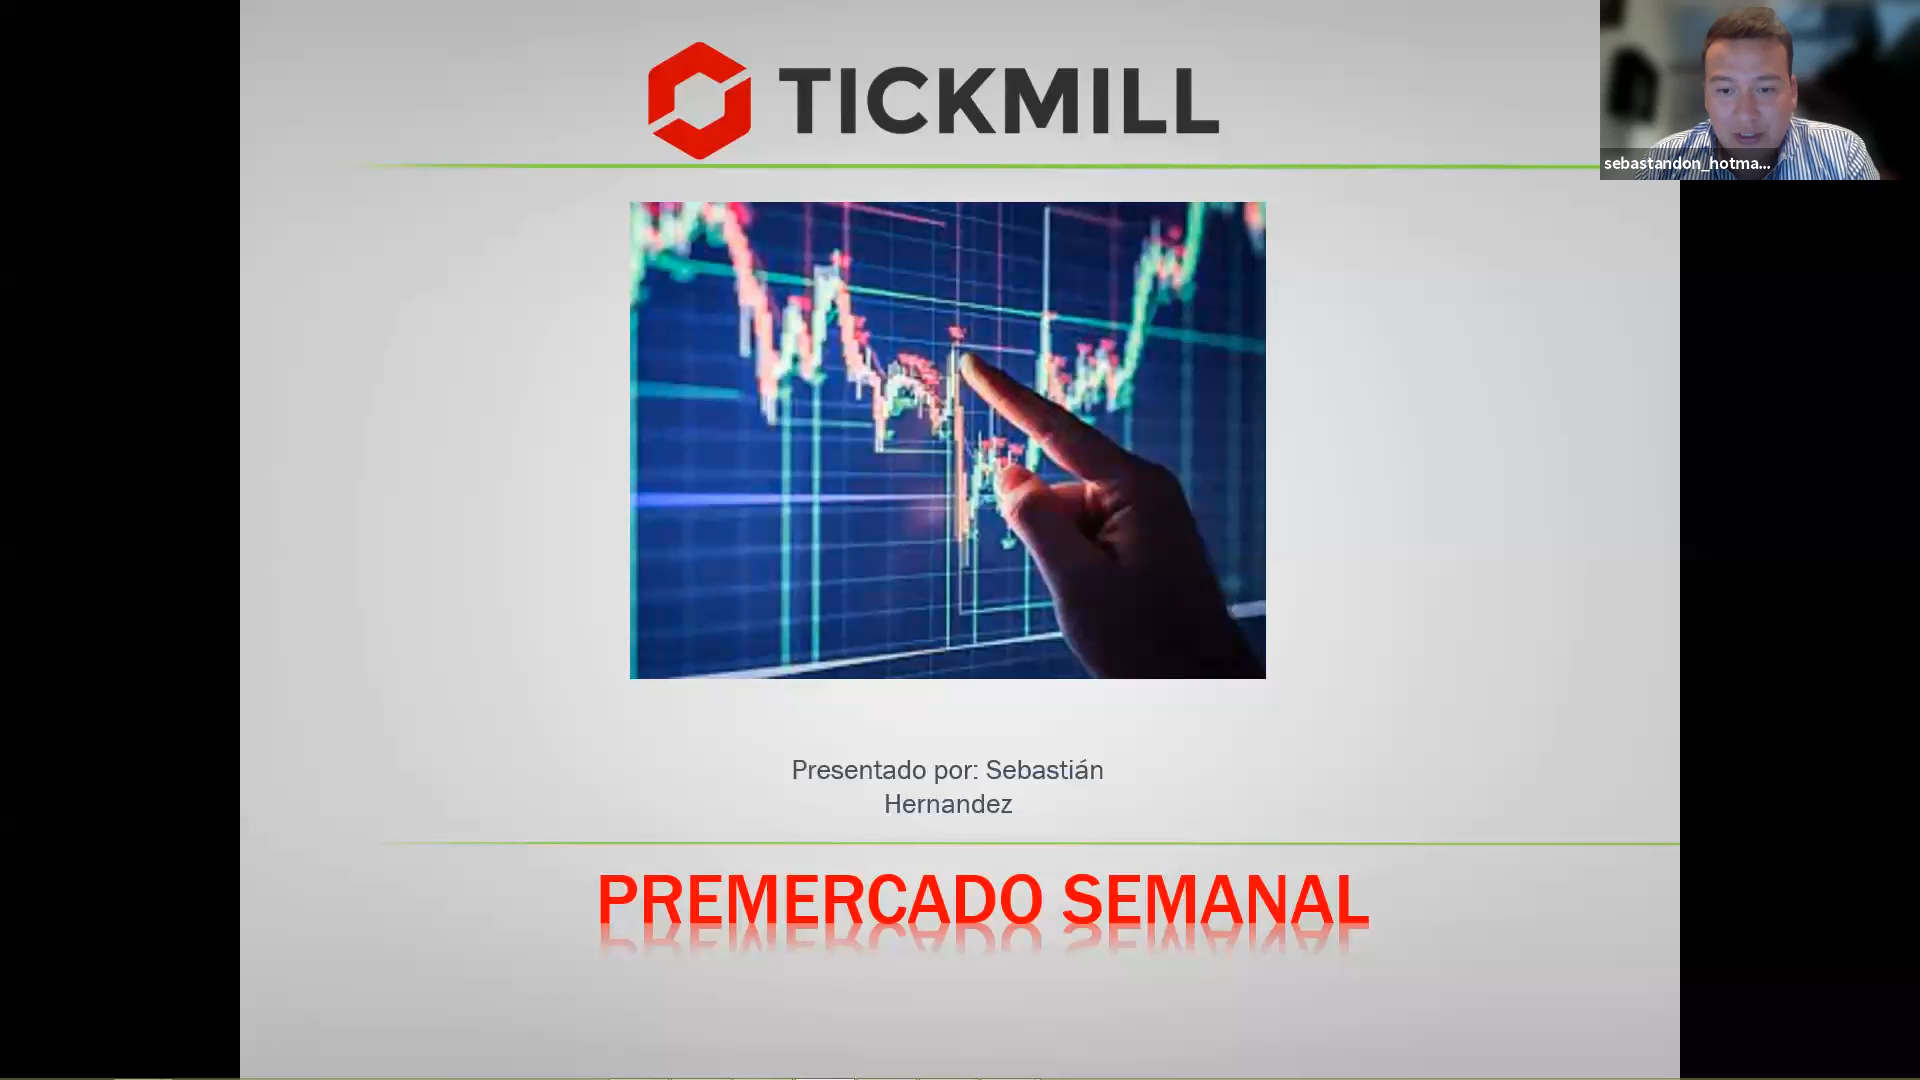 TICKMILL
sebastandon_hotma...
Presentado por: Sebastián
Hernandez
PREMERCADO SEMANAL